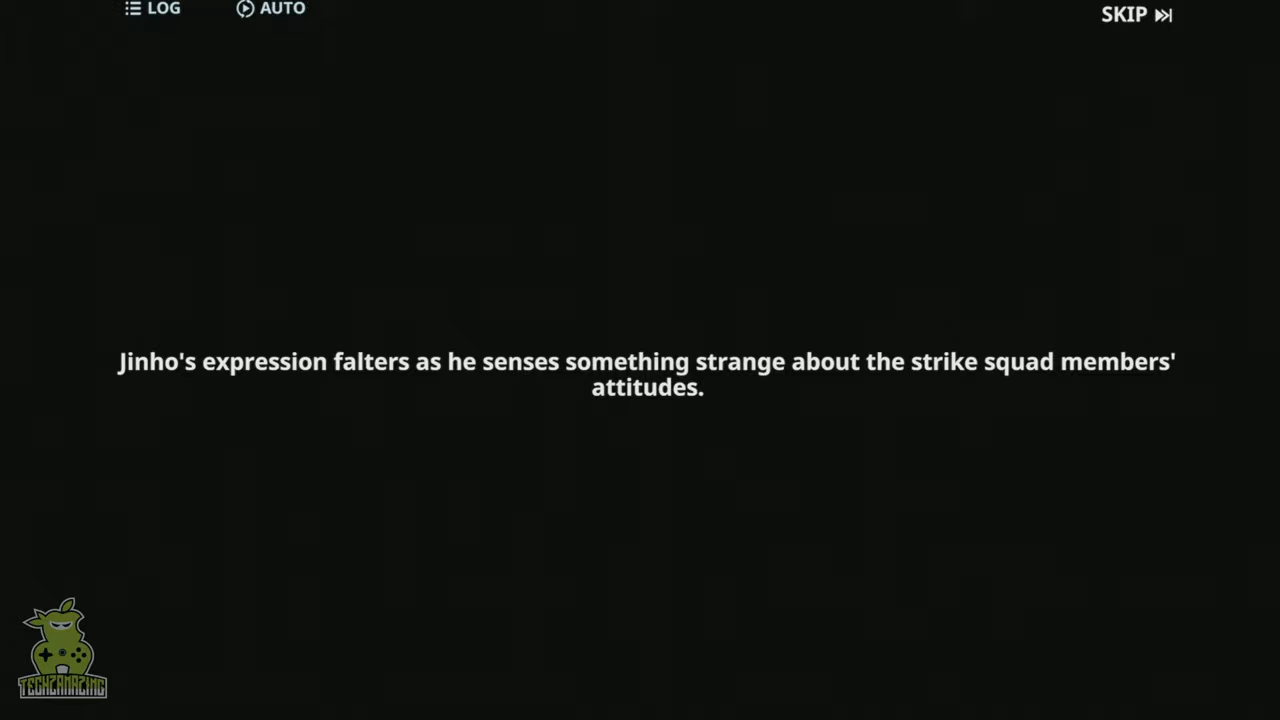 LOG
AUTO
SKIP
Jinho's expression falters as he senses something strange about the strike squad members'
attitudes.
TECHZAMAZING